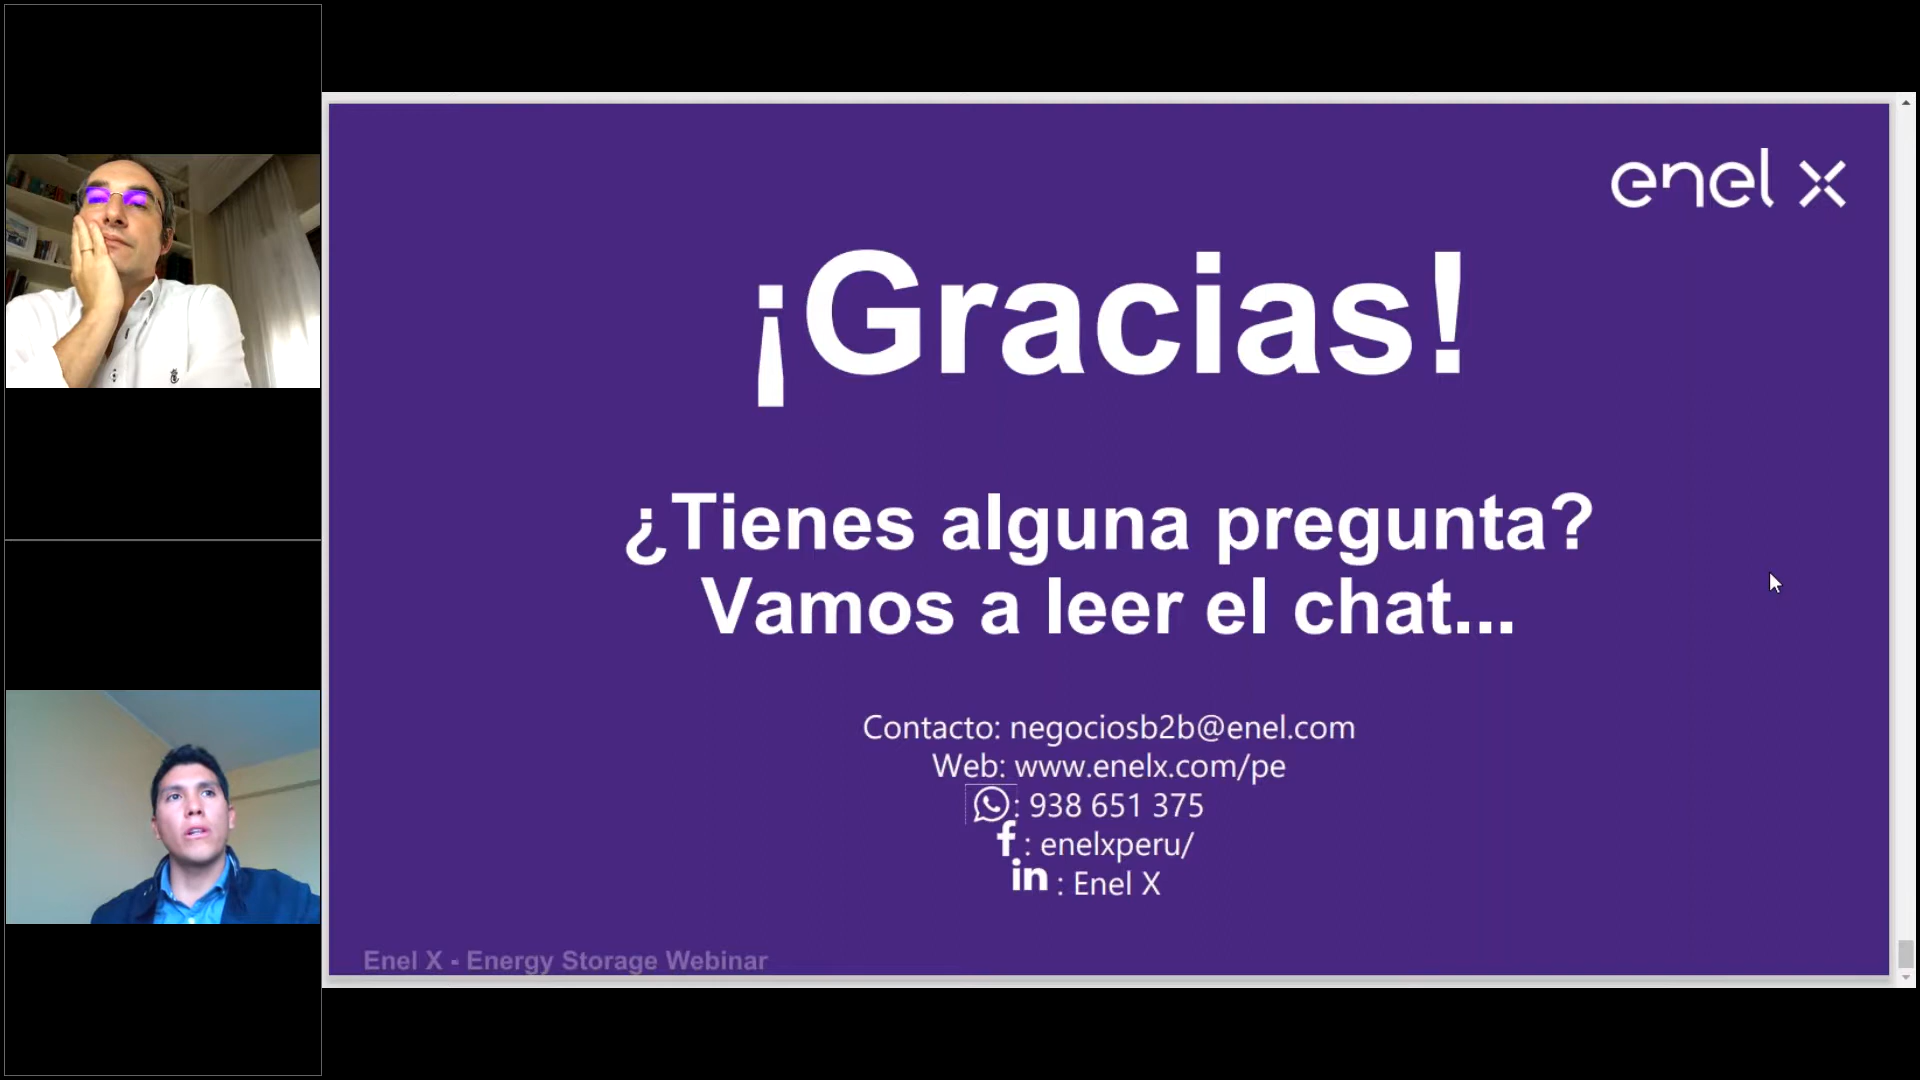 enel x
¡Gracias!
¿Tienes alguna pregunta?
Vamos a leer el chat...
Contacto: negociosb2b@enel.com
Web: www.enelx.com/pe
: 938 651 375
f : enelxperu/
in : Enel X
Enel X - Energy Storage Webinar